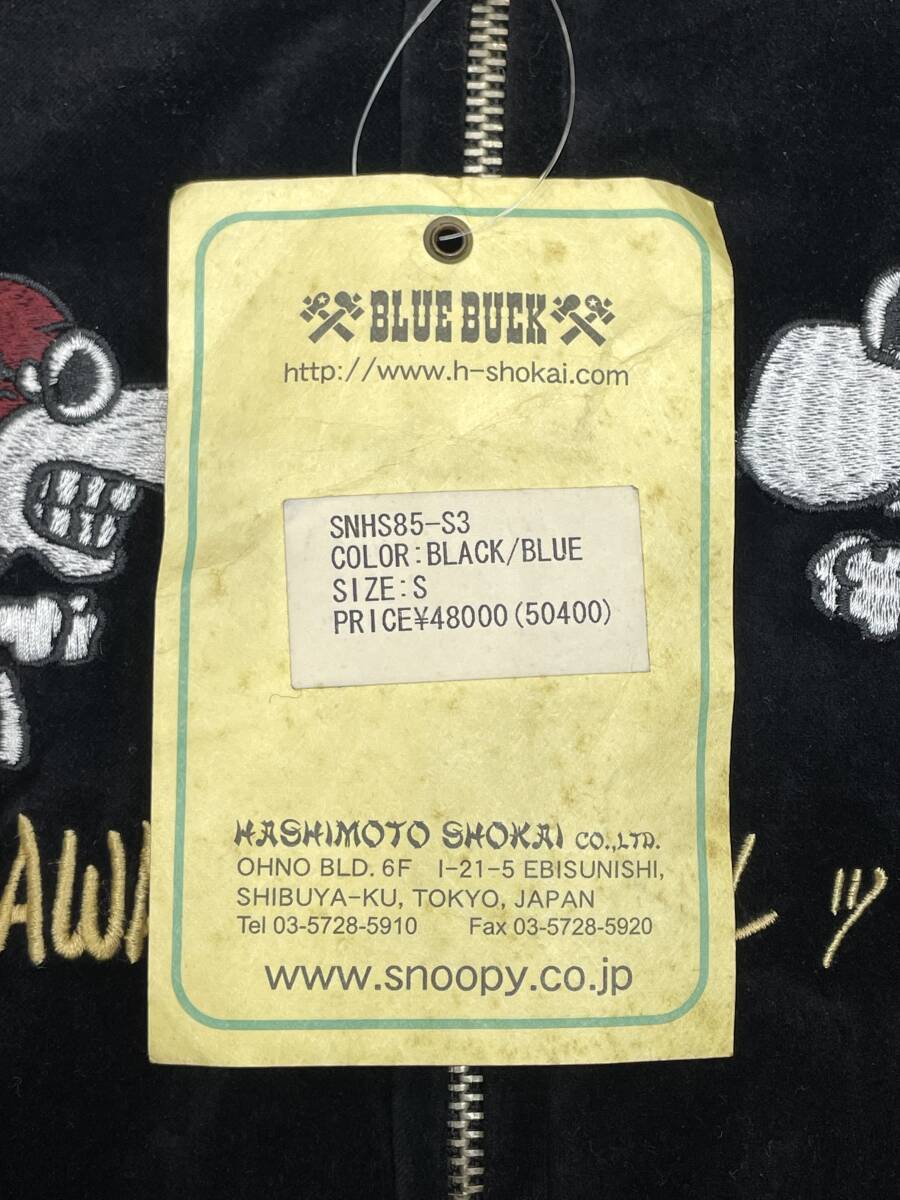 BLUE BUCK
http://www.h-shokai.com
SNHS85-S3
COLOR:BLACK/BLUE
SIZE:S
PRICE¥48000(50400)
HASHIMOTO SHOKAI CO.,LTD.
OHNO BLD. 6F 1-21-5 EBISUNISHI,
SHIBUYA-KU, TOKYO, JAPAN
Tel 03-5728-5910 Fax 03-5728-5920
www.snoopy.co.jp